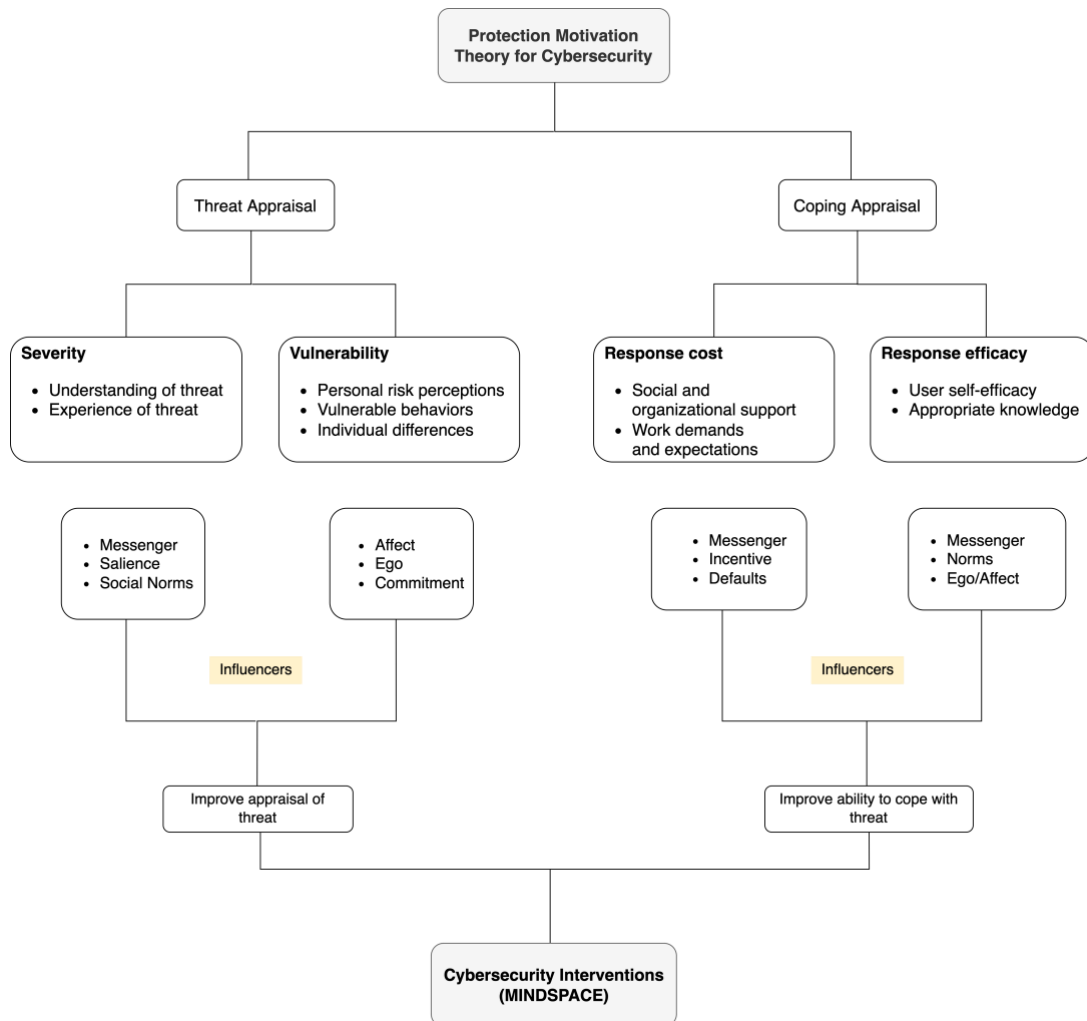 Protection Motivation
Theory for Cybersecurity
Threat Appraisal
Coping Appraisal
Severity
• Understanding of threat
• Experience of threat
Vulnerability
• Personal risk perceptions
• Vulnerable behaviors
• Individual differences
Response cost
• Social and
organizational support
• Work demands
and expectations
Response efficacy
• User self-efficacy
• Appropriate knowledge
• Messenger
• Salience
• Social Norms
• Affect
• Ego
• Commitment
• Messenger
• Incentive
• Defaults
• Messenger
• Norms
• Ego/Affect
Influencers
Influencers
Improve appraisal of
threat
Improve ability to cope with
threat
Cybersecurity Interventions
(MINDSPACE)